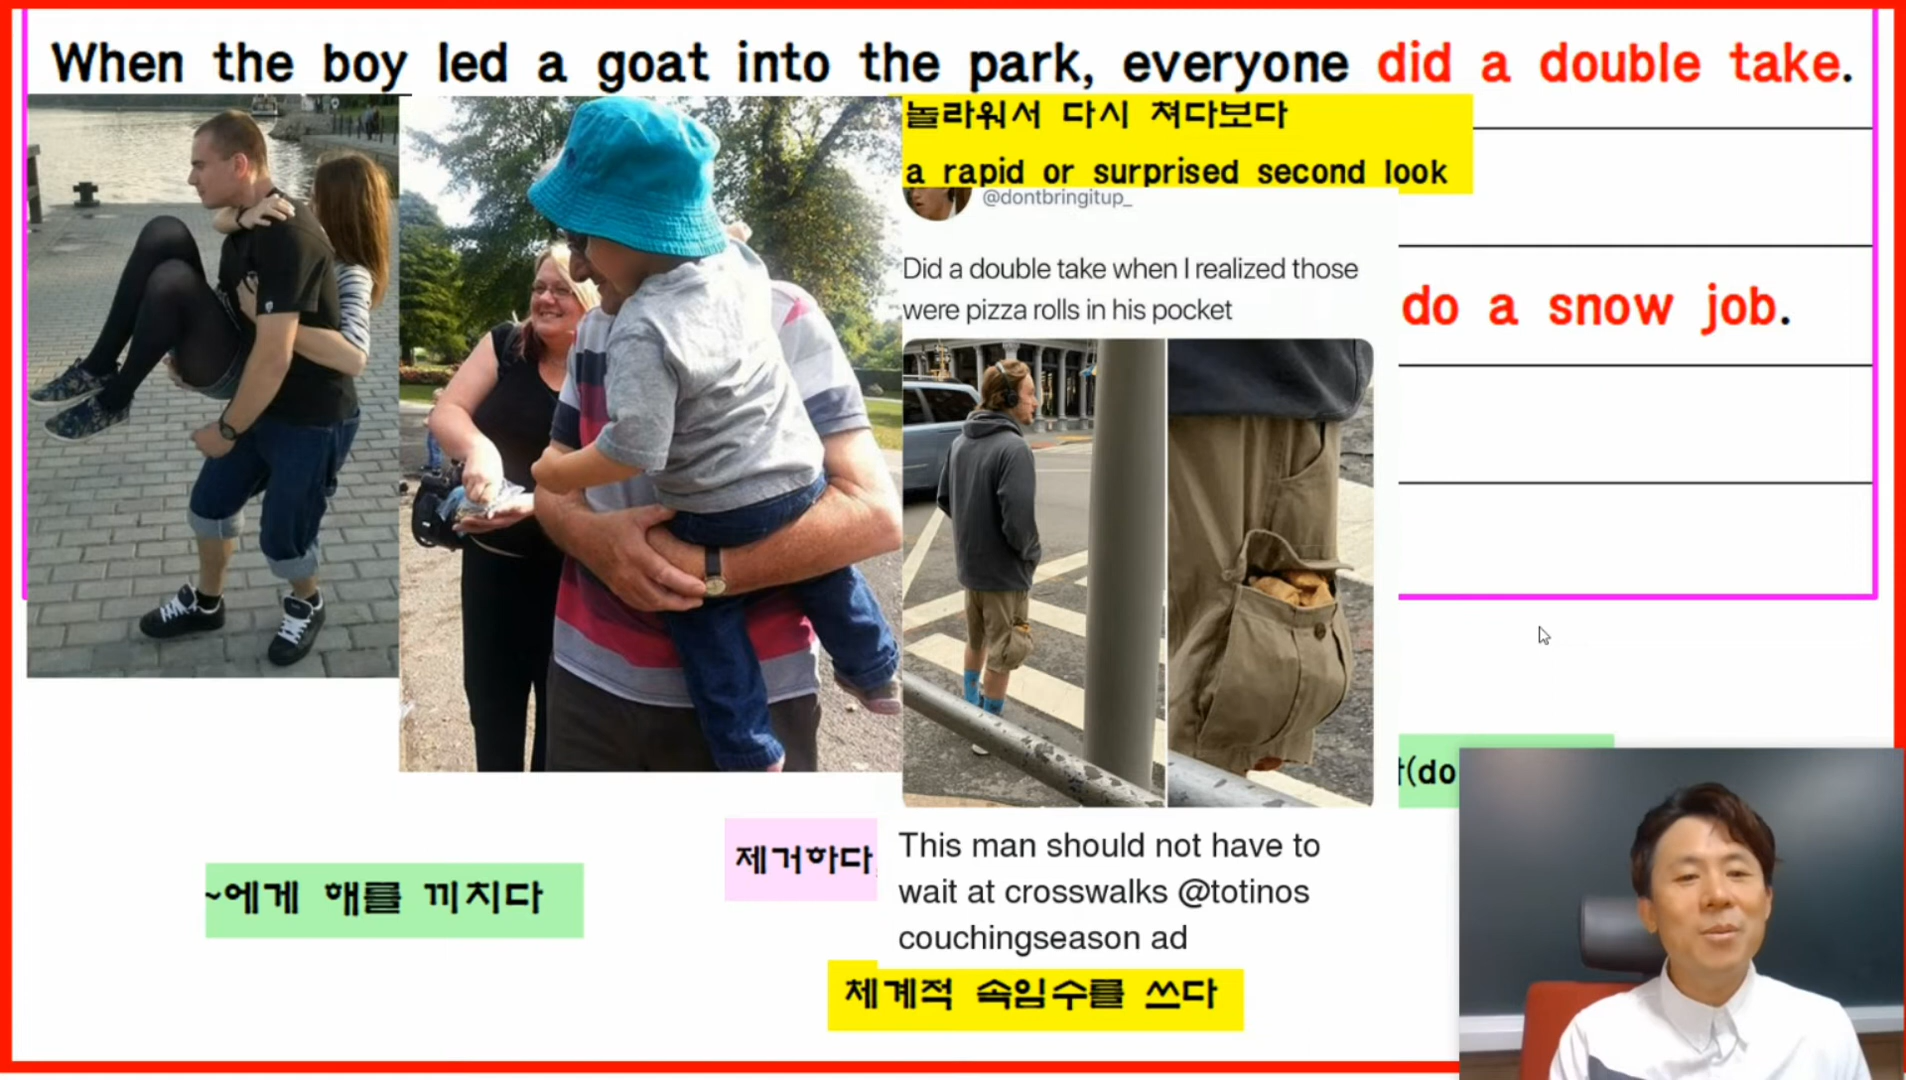 When the boy led a goat into the park, everyone did a double take.
놀라워서 다시 쳐다보다
a rapid or surprised second look
@dontbringitup_
Did a double take when I realized those
were pizza rolls in his pocket
do a snow job.
(do
제거하다,
This man should not have to
wait at crosswalks @totinos
couchingseason ad
~에게 해를 끼치다
체계적 속임수를 쓰다